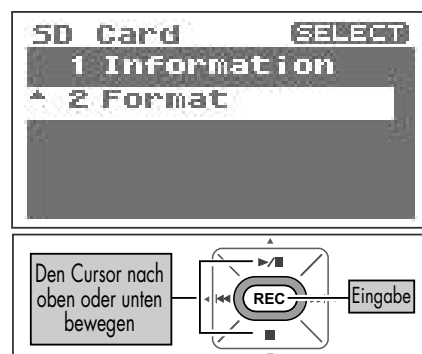 SD Card SELECT
1 Information
2 Format
Den Cursor nach
oben oder unten
bewegen
REC
Eingabe